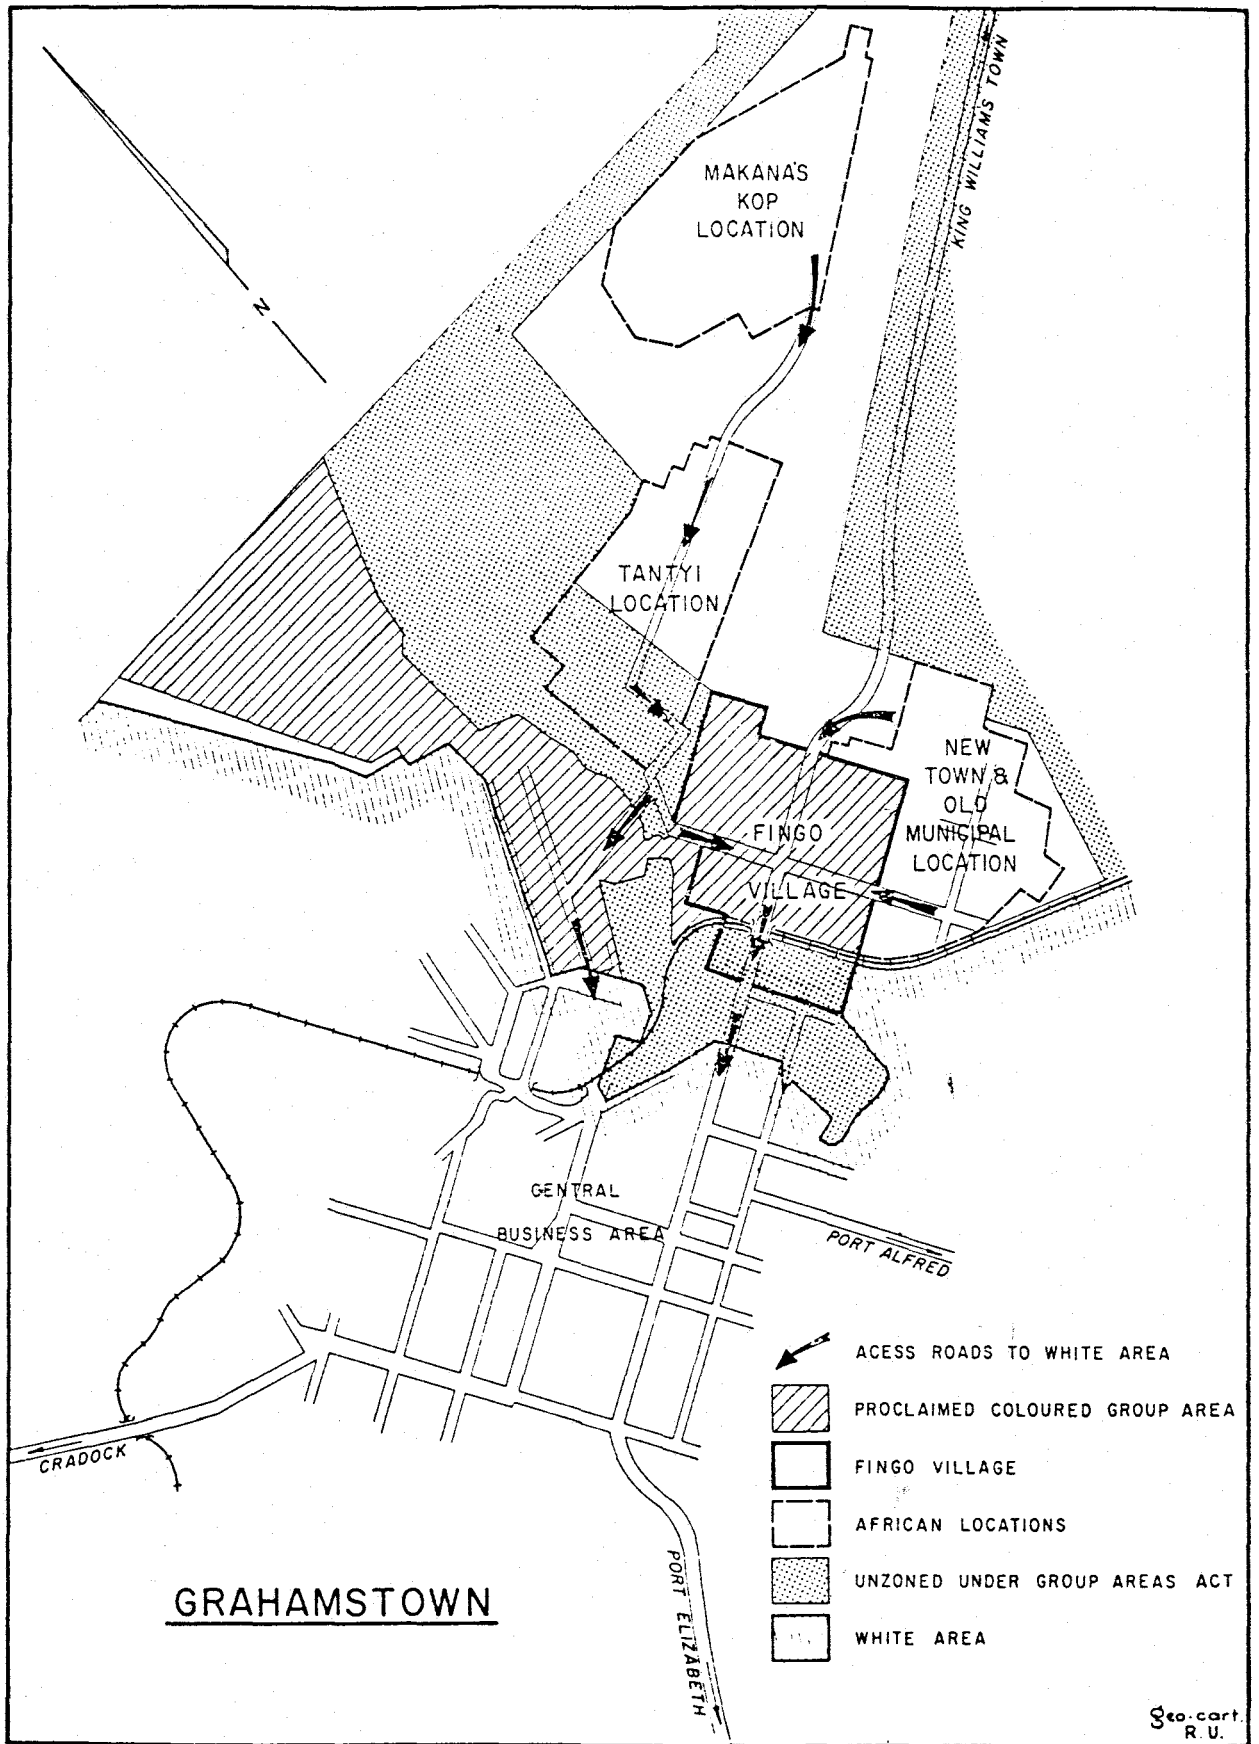 KING WILLIAMS TOWN
MAKANA'S
KOP
LOCATION
N
TANTYI
LOCATION
NEW
TOWN &
OLD
MUNICIPAL
LOCATION
FINGO
VILLAGE
CENTRAL
BUSINESS AREA
PORT ALFRED
CRADOCK
PORT ELIZABETH
GRAHAMSTOWN
ACESS ROADS TO WHITE AREA
PROCLAIMED COLOURED GROUP AREA
FINGO VILLAGE
AFRICAN LOCATIONS
UNZONED UNDER GROUP AREAS ACT
WHITE AREA
geo-cart.
R.U.